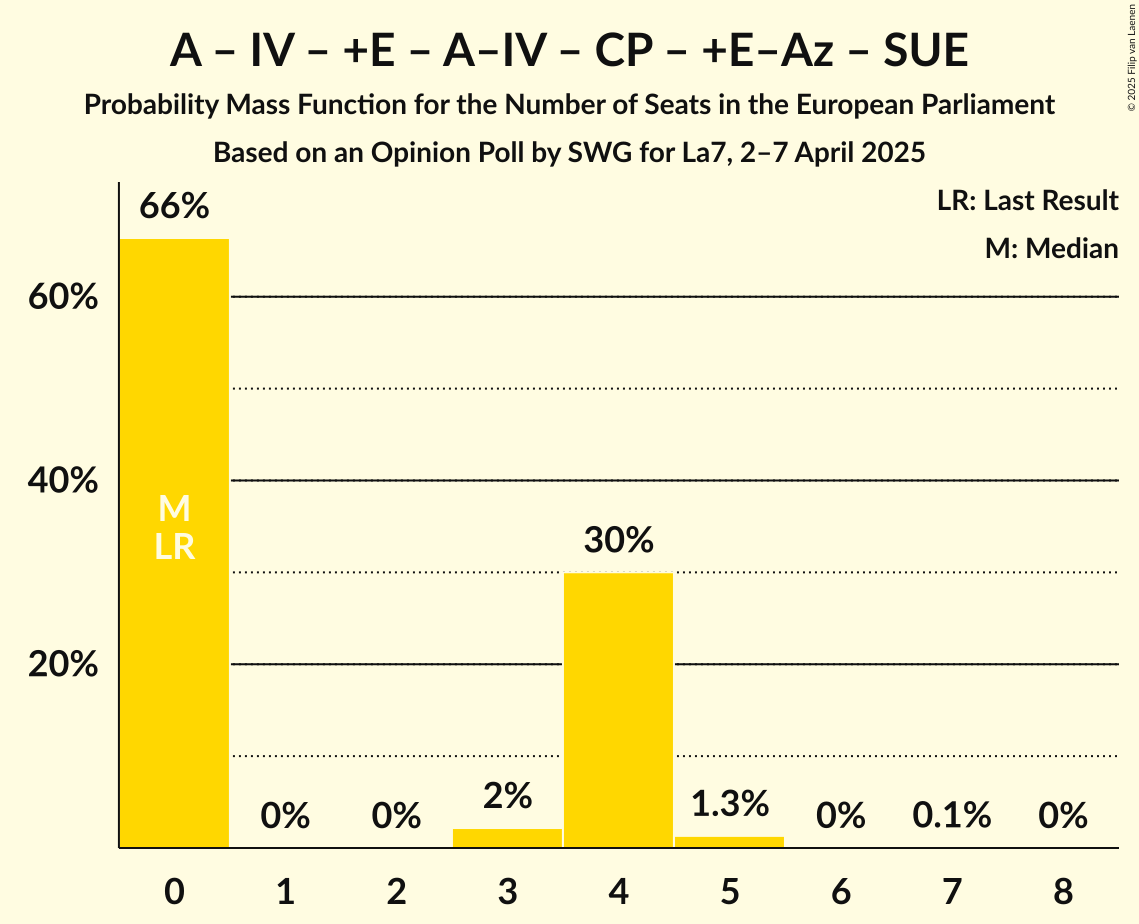 A – IV – +E – A–IV – CP – +E–Az – SUE
Probability Mass Function for the Number of Seats in the European Parliament
Based on an Opinion Poll by SWG for La7, 2–7 April 2025
© 2025 Filip van Laenen
LR: Last Result
M: Median
66%
60%
40%
20%
M
LR
0%
0%
2%
30%
1.3%
0%
0.1%
0%
0 1 2 3 4 5 6 7 8